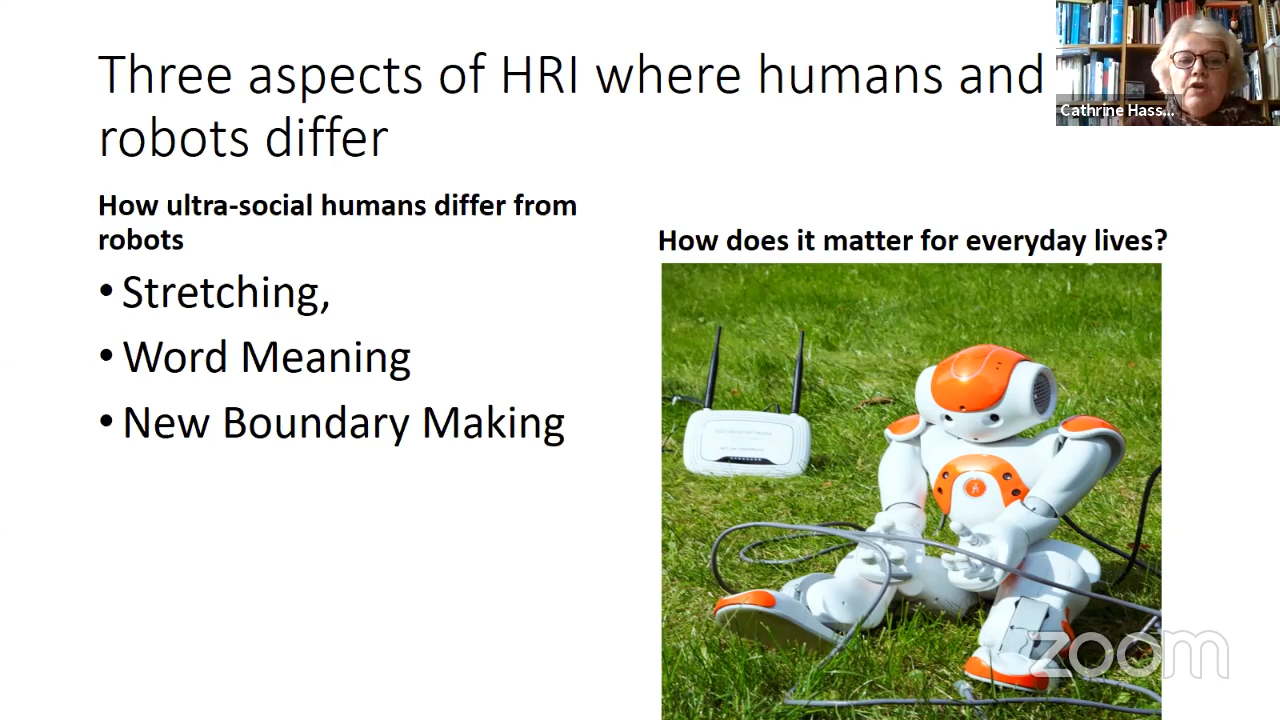 Three aspects of HRI where humans and
robots differ
Cathrine Hass...
How ultra-social humans differ from
robots
• Stretching,
• Word Meaning
• New Boundary Making
How does it matter for everyday lives?
zoom